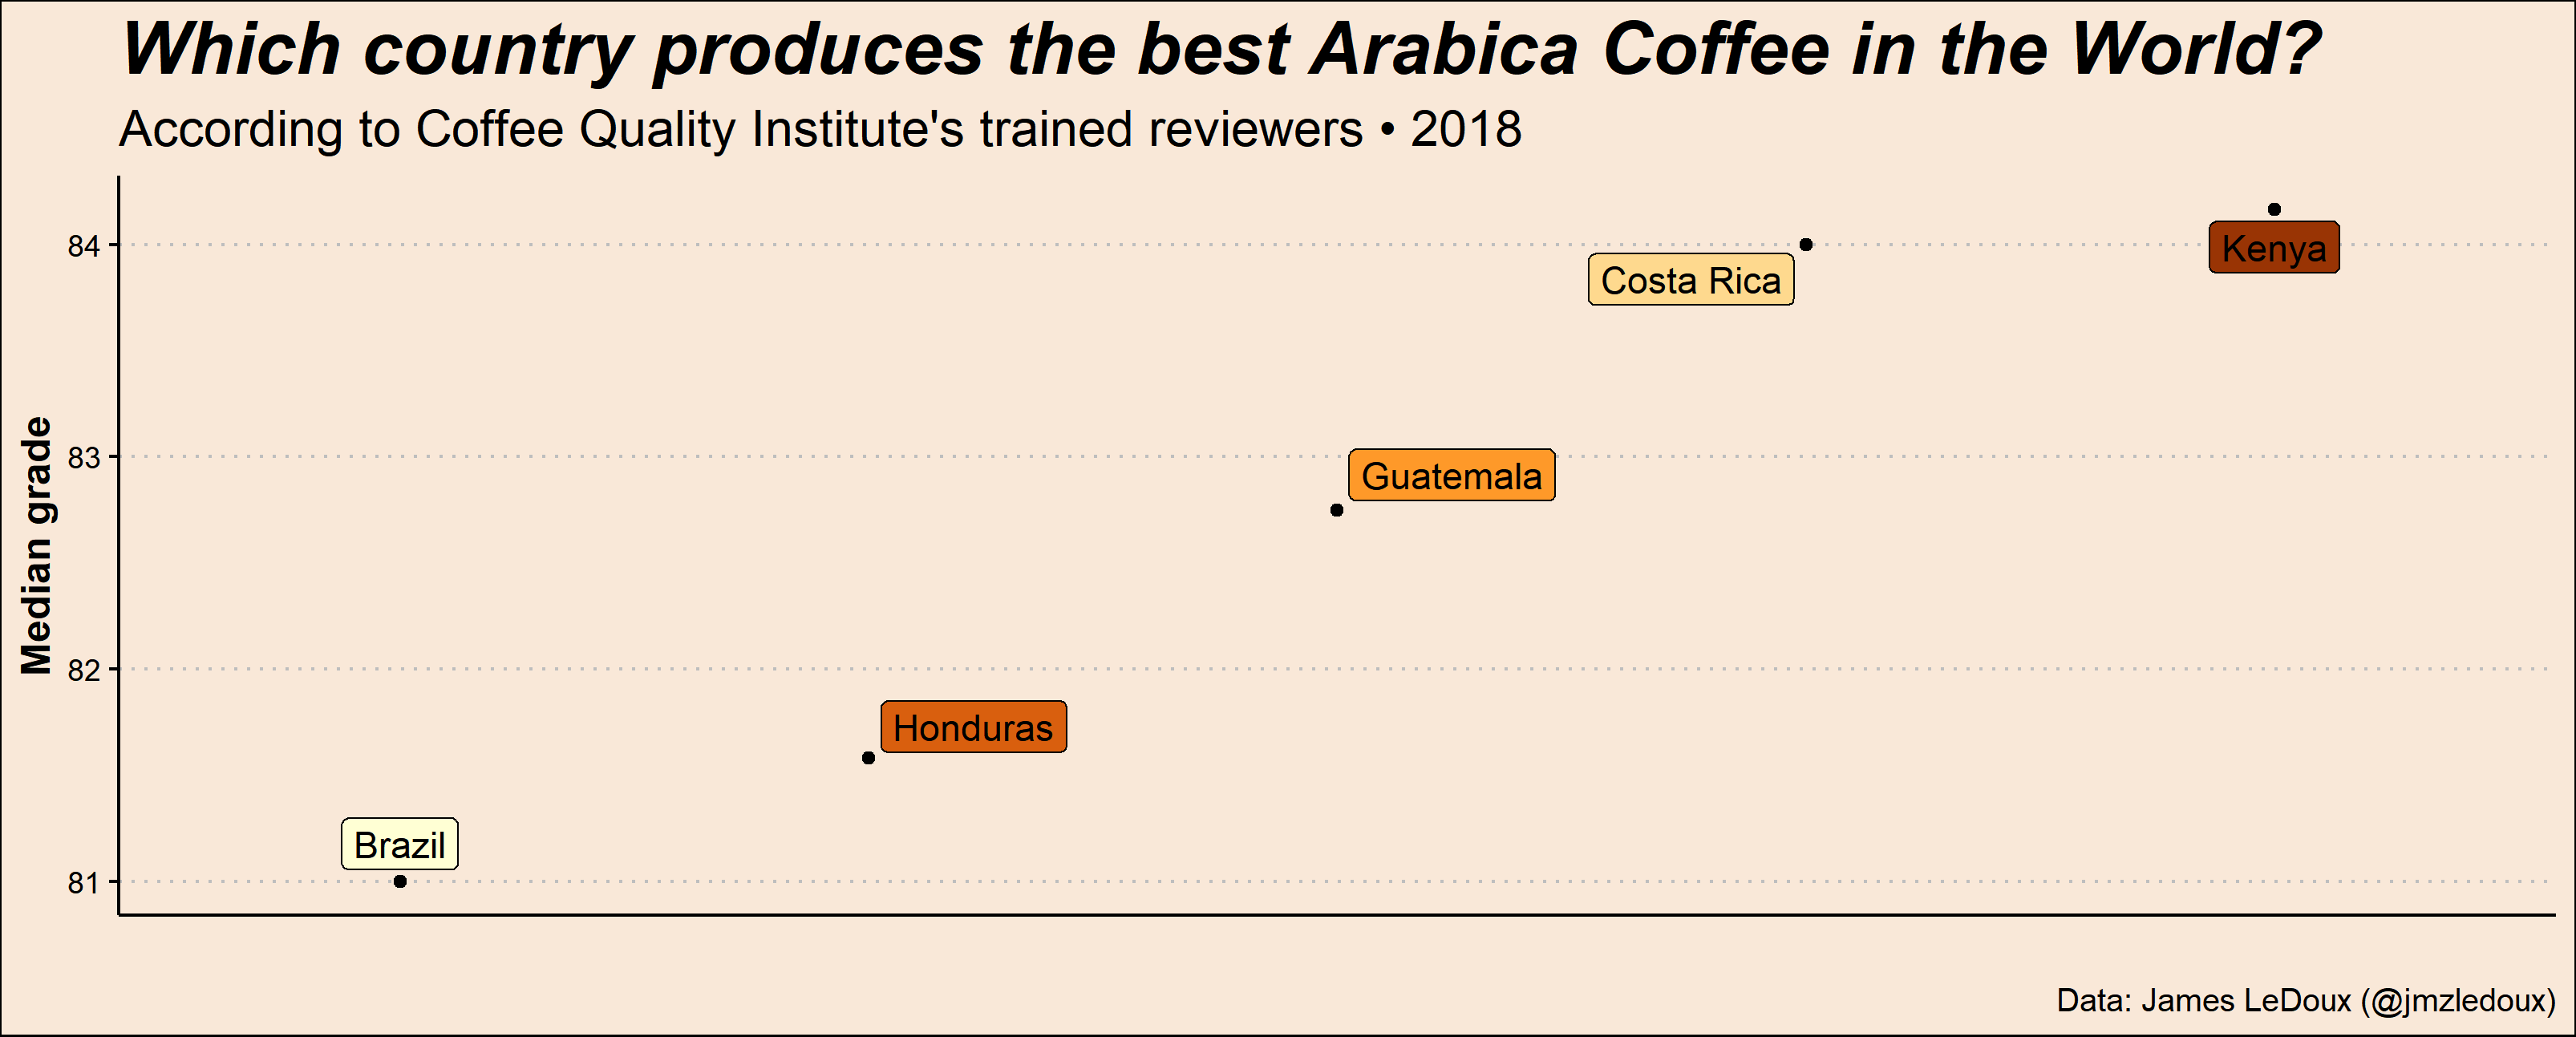 Which country produces the best Arabica Coffee in the World?
According to Coffee Quality Institute's trained reviewers • 2018
Median grade
84
83
82
81
Kenya
Costa Rica
Guatemala
Honduras
Brazil
Data: James LeDoux (@jmzledoux)